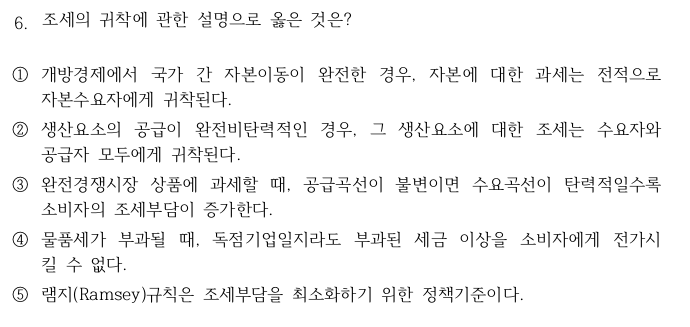 6. 조세의 귀착에 관한 설명으로 옳은 것은?
① 개방경제에서 국가 간 자본이동이 완전한 경우, 자본에 대한 과세는 전적으로
자본수요자에게 귀착된다.
② 생산요소의 공급이 완전비탄력적인 경우, 그 생산요소에 대한 조세는 수요자와
공급자 모두에게 귀착된다.
③ 완전경쟁시장 상품에 과세할 때, 공급곡선이 불변이면 수요곡선이 탄력적일수록
소비자의 조세부담이 증가한다.
④ 물품세가 부과될 때, 독점기업일지라도 부과된 세금 이상을 소비자에게 전가시
킬 수 없다.
⑤ 램지(Ramsey)규칙은 조세부담을 최소화하기 위한 정책기준이다.